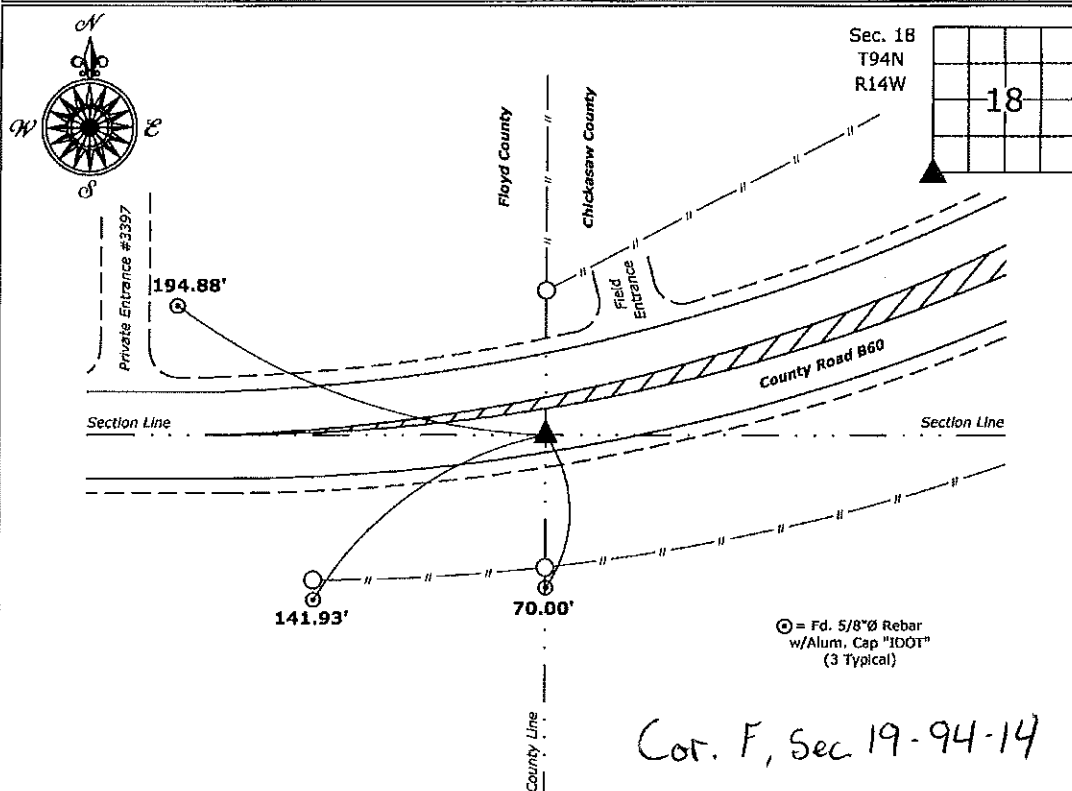 N
W
E
S
Sec. 18
T94N
R14W
18
Floyd County
Chickasaw County
Private Entrance #3397
194.88'
Field
Entrance
County Road B60
Section Line
Section Line
141.93'
70.00'
= Fd. 5/8"Ø Rebar
w/Alum. Cap "IDOT"
(3 Typical)
County Line
Cor. F, Sec 19-94-14